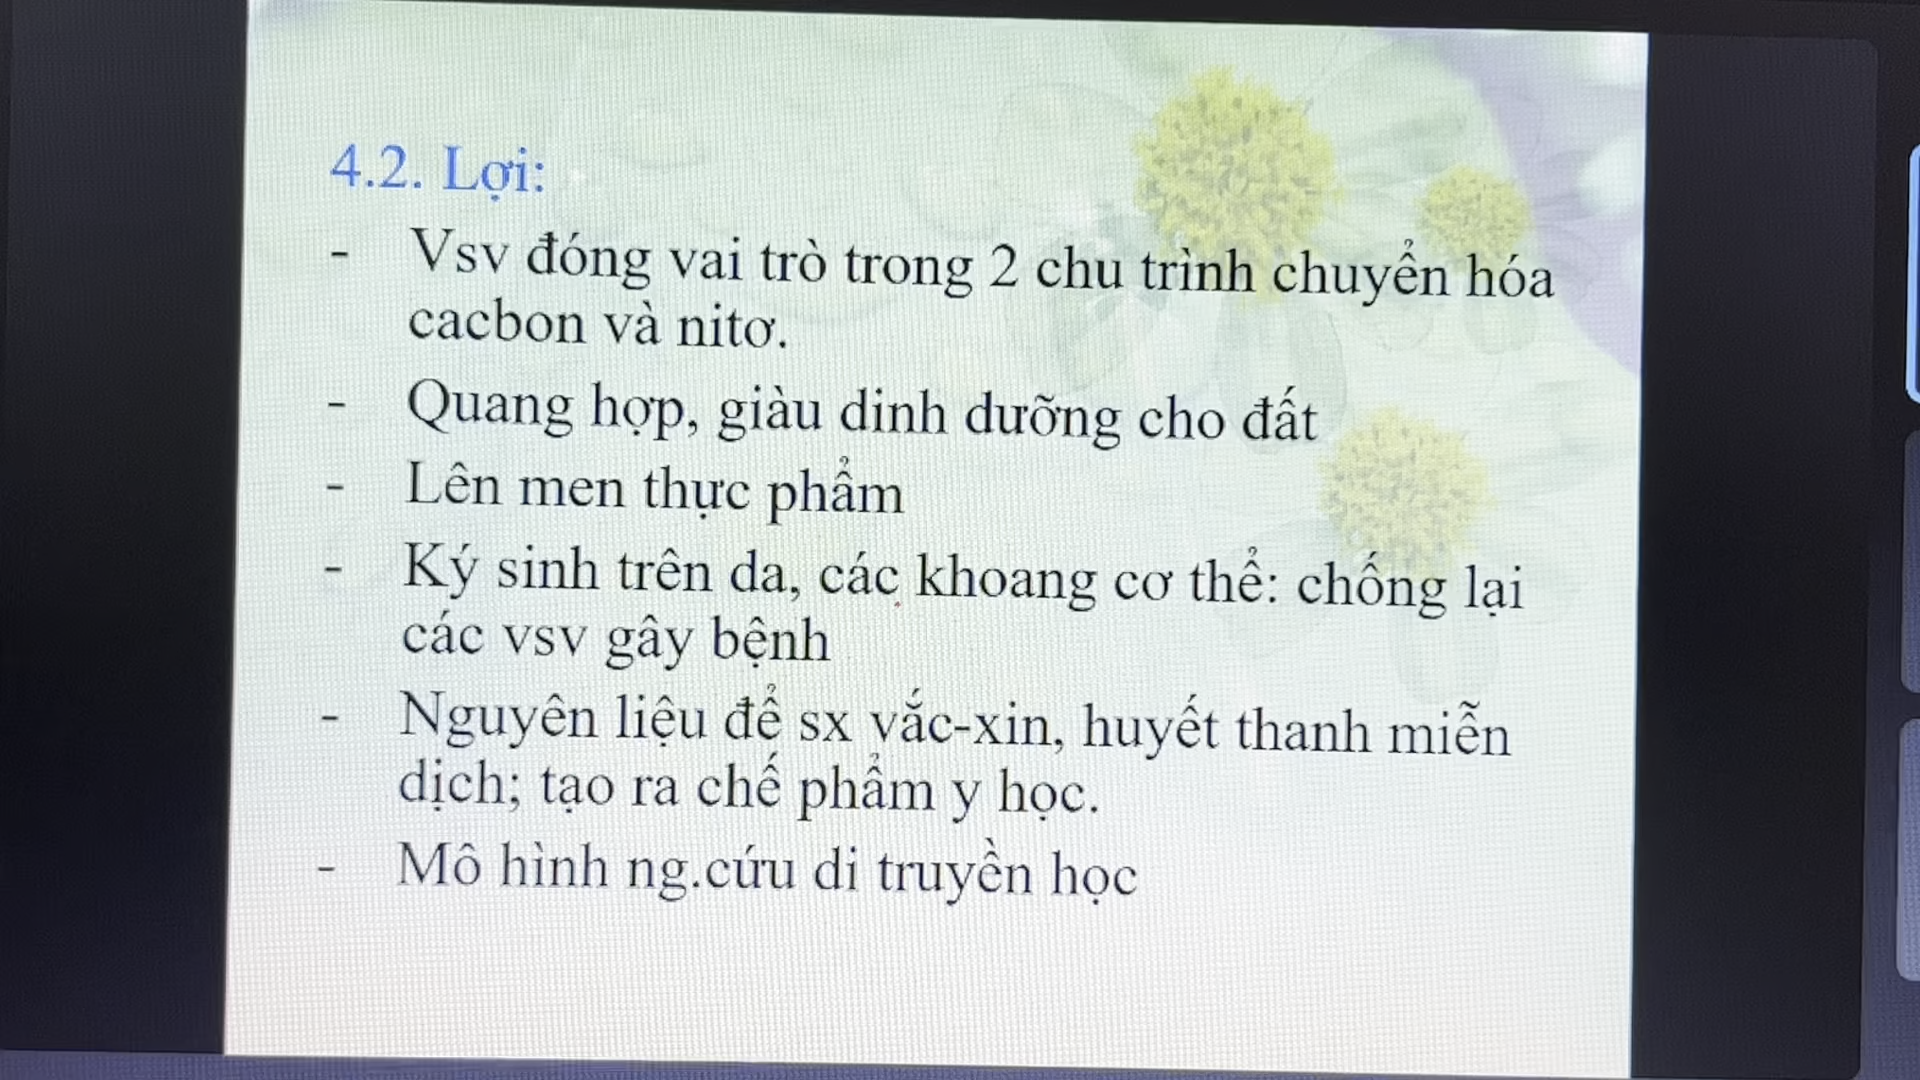 4.2. Lợi:
- Vsv đóng vai trò trong 2 chu trình chuyển hóa
cacbon và nitơ.
- Quang hợp, giàu dinh dưỡng cho đất
- Lên men thực phẩm
- Ký sinh trên da, các khoang cơ thể: chống lại
các vsv gây bệnh
- Nguyên liệu để sx vắc-xin, huyết thanh miễn
dịch; tạo ra chế phẩm y học.
- Mô hình ng.cứu di truyền học